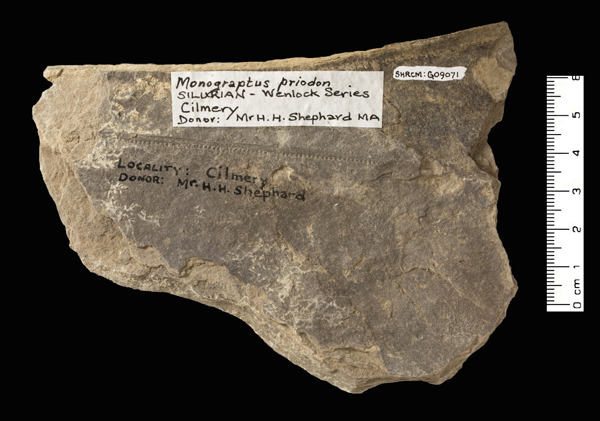 Monograptus priodon
SILURIAN - Wenlock Series
Cilmery
Donor: Mr H. H. Shephard MA
SHRCM: G09071
LOCALITY: Cilmery
DONOR: Mr. H. H. Shephard
6
5
4
3
2
1
0 cm